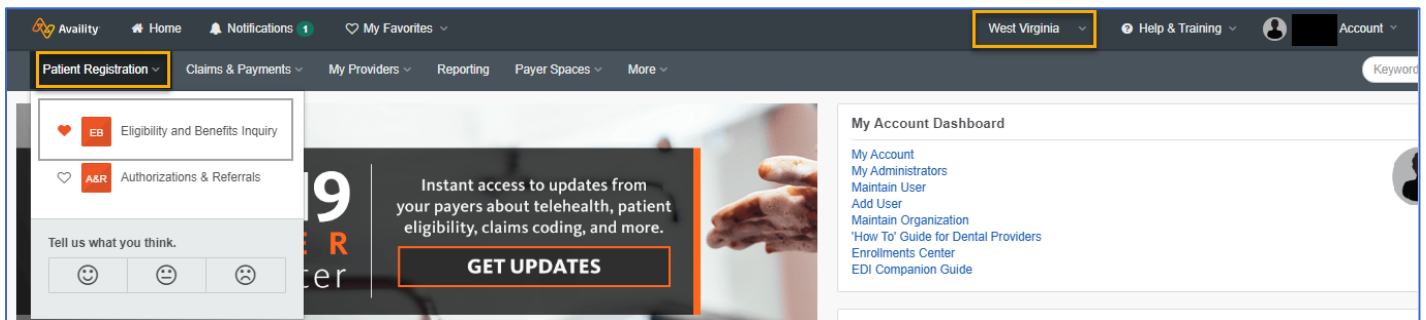 Availity Home Notifications 1 My Favorites West Virginia Help & Training Account
Patient Registration Claims & Payments My Providers Reporting Payer Spaces More Keyword
EB Eligibility and Benefits Inquiry
A&R Authorizations & Referrals
Tell us what you think.
9
E R
ter
Instant access to updates from
your payers about telehealth, patient
eligibility, claims coding, and more.
GET UPDATES
My Account Dashboard
My Account
My Administrators
Maintain User
Add User
Maintain Organization
'How To' Guide for Dental Providers
Enrollments Center
EDI Companion Guide